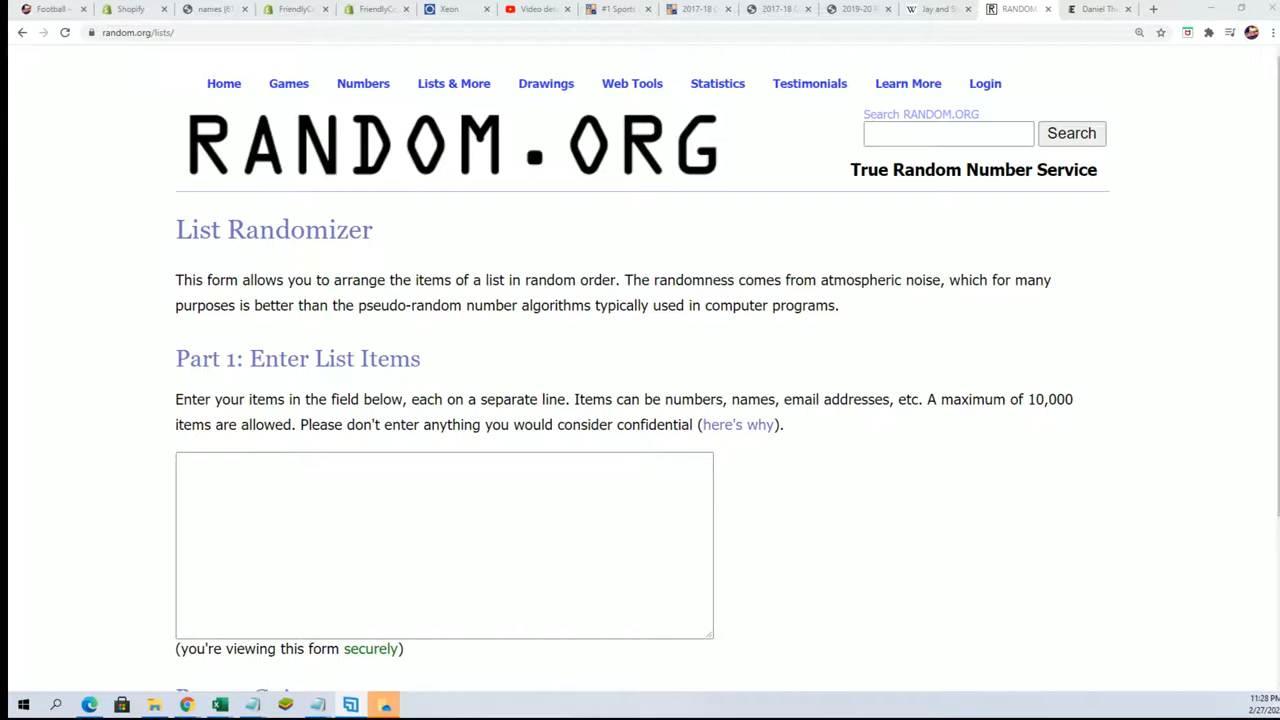 Football –
Shopify
names (6)
FriendlyCo
FriendlyCo
Xeon
Video det
#1 Sports
2017-18
2017-18
2019-20
Jay and S
RANDOM
Daniel Th
random.org/lists/
Home Games Numbers Lists & More Drawings Web Tools Statistics Testimonials Learn More Login
RANDOM.ORG
Search RANDOM.ORG
Search
True Random Number Service
List Randomizer
This form allows you to arrange the items of a list in random order. The randomness comes from atmospheric noise, which for many
purposes is better than the pseudo-random number algorithms typically used in computer programs.
Part 1: Enter List Items
Enter your items in the field below, each on a separate line. Items can be numbers, names, email addresses, etc. A maximum of 10,000
items are allowed. Please don't enter anything you would consider confidential (here's why).
(you're viewing this form securely)
11:28 PM
2/27/202